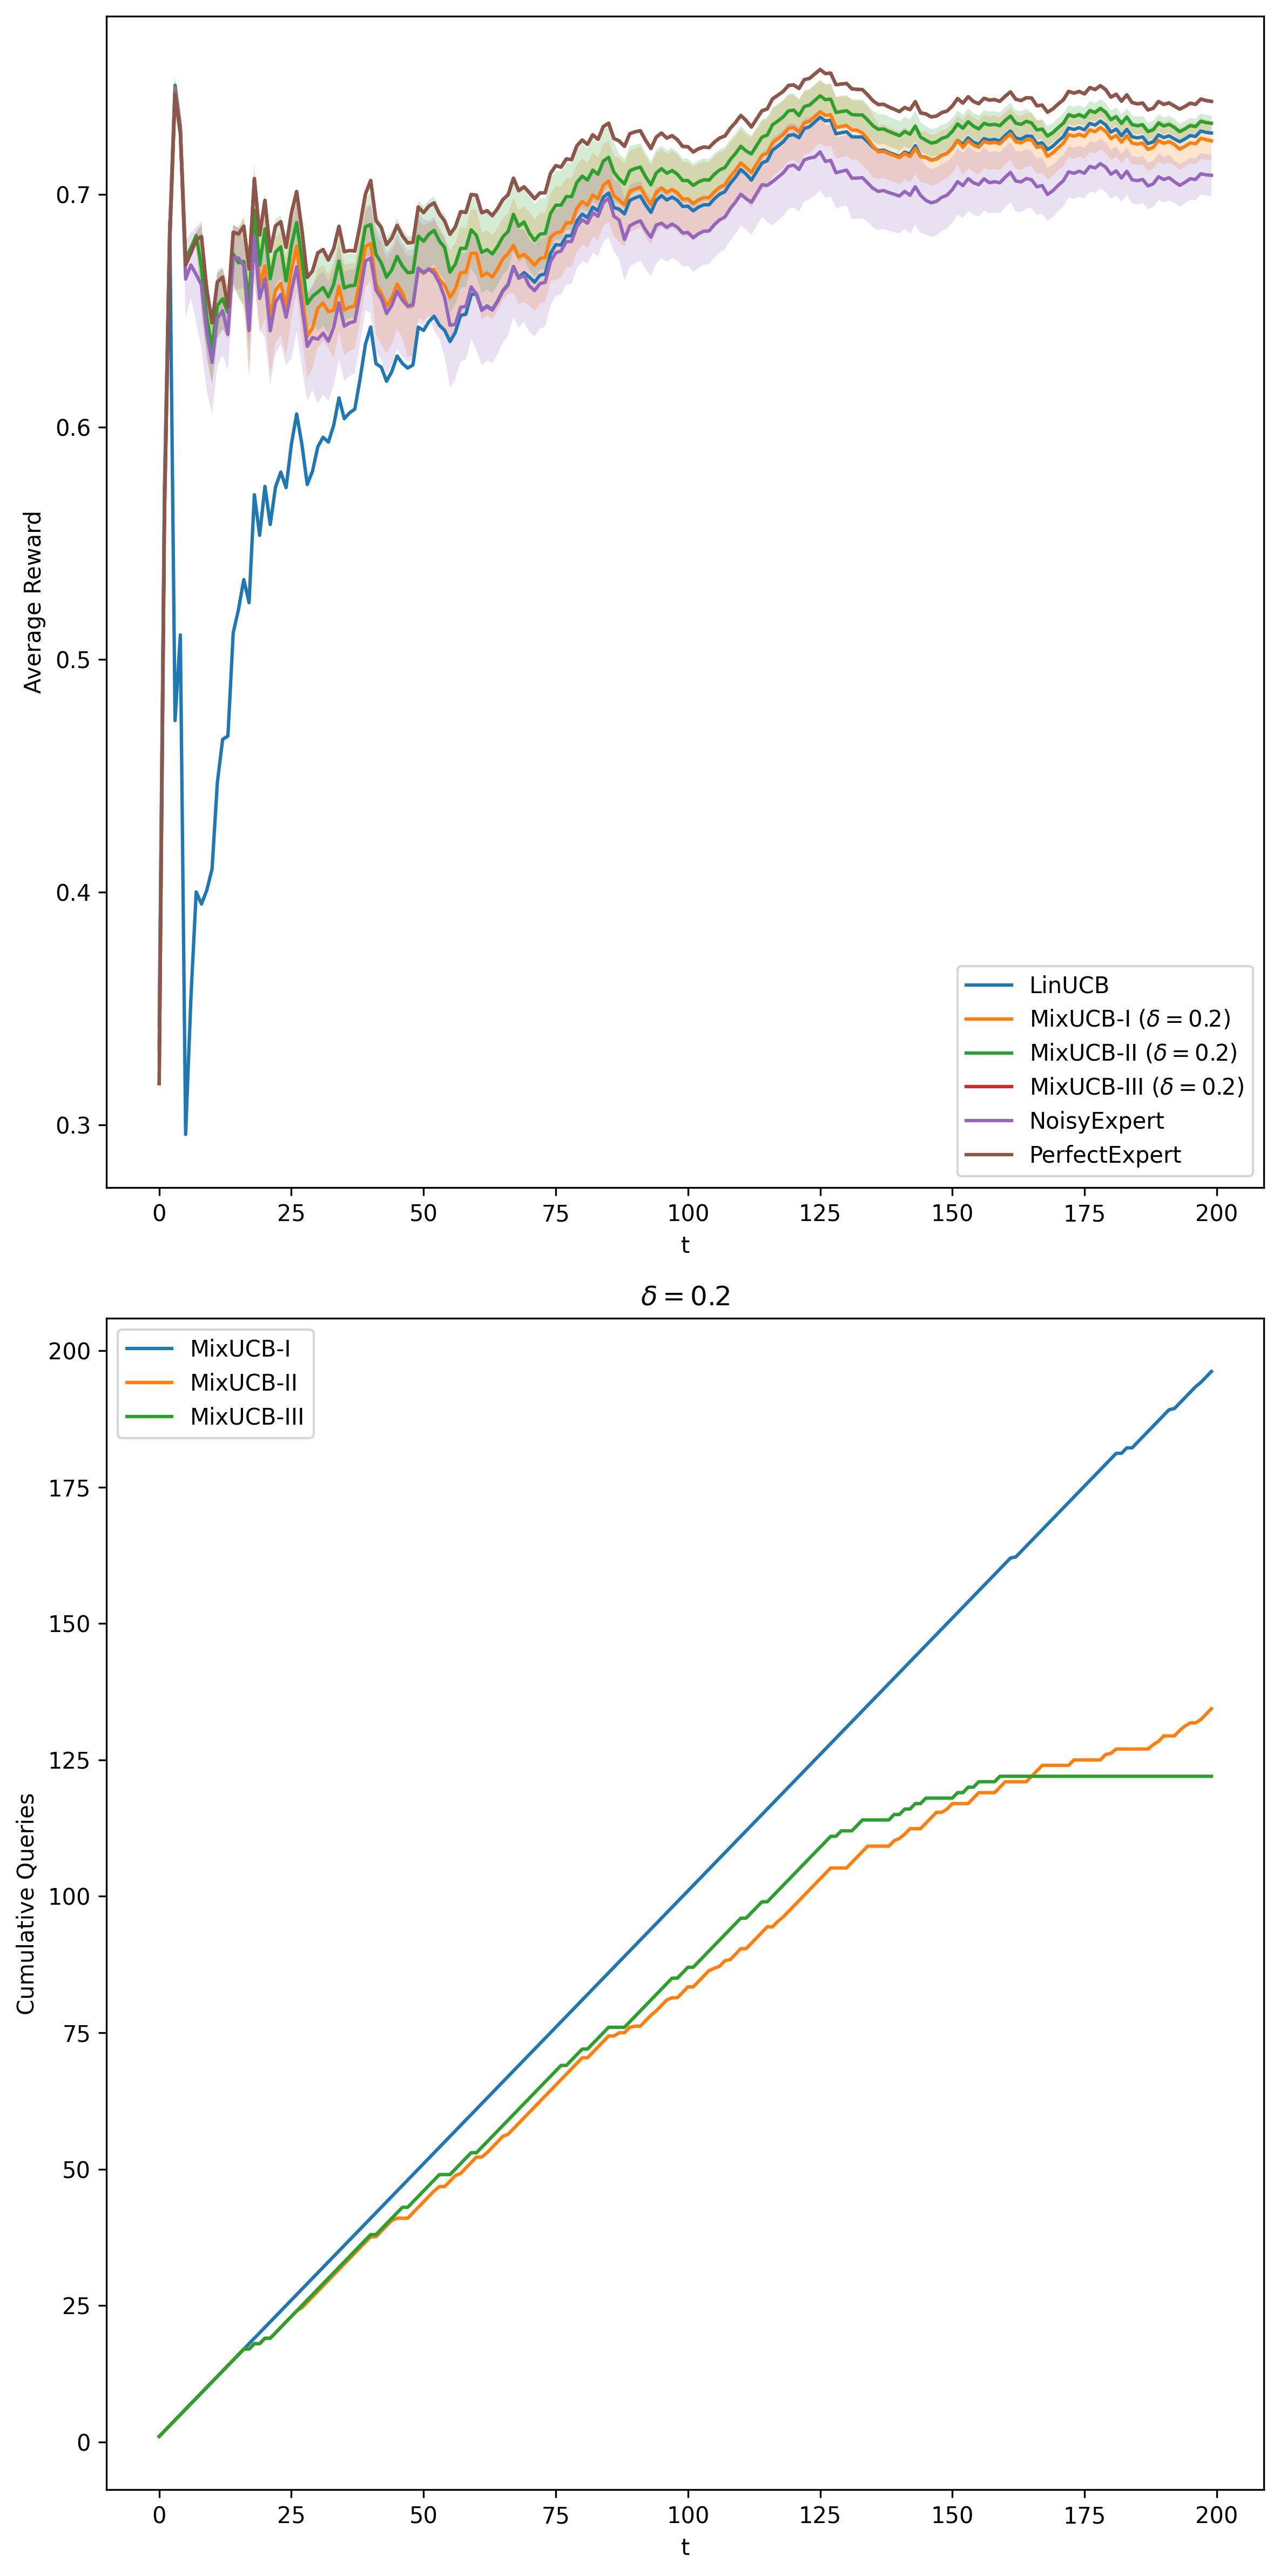 0.7
0.6
0.5
0.4
0.3
Average Reward
LinUCB
MixUCB-I (δ = 0.2)
MixUCB-II (δ = 0.2)
MixUCB-III (δ = 0.2)
NoisyExpert
PerfectExpert
0 25 50 75 100 125 150 175 200
t
δ = 0.2
MixUCB-I
MixUCB-II
MixUCB-III
200
175
150
125
100
75
50
25
0
Cumulative Queries
0 25 50 75 100 125 150 175 200
t